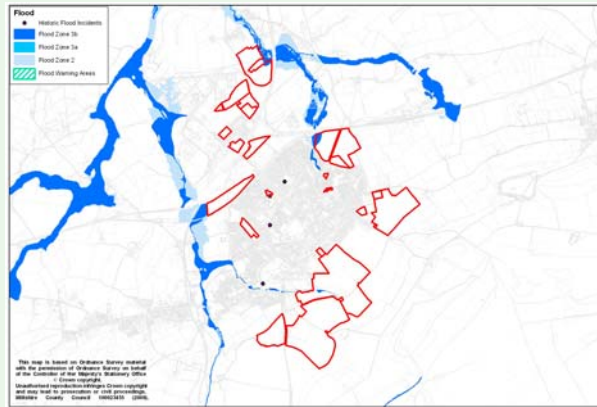 Flood
Historic Flood Incidents
Flood Zone 3b
Flood Zone 3a
Flood Zone 2
Flood Warning Areas
This map is based on Ordnance Survey material
with the permission of Ordnance Survey on behalf
of the Controller of Her Majesty's Stationery Office
© Crown copyright.
Unauthorised reproduction infringes Crown copyright
and may lead to prosecution or civil proceedings.
Wiltshire County Council